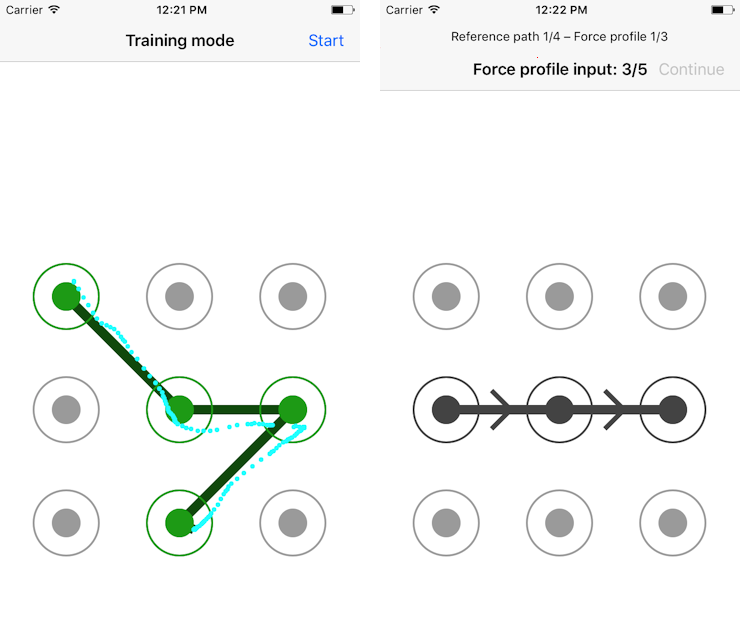 Carrier 12:21 PM
Training mode Start
Carrier 12:22 PM
Reference path 1/4 – Force profile 1/3
Force profile input: 3/5 Continue